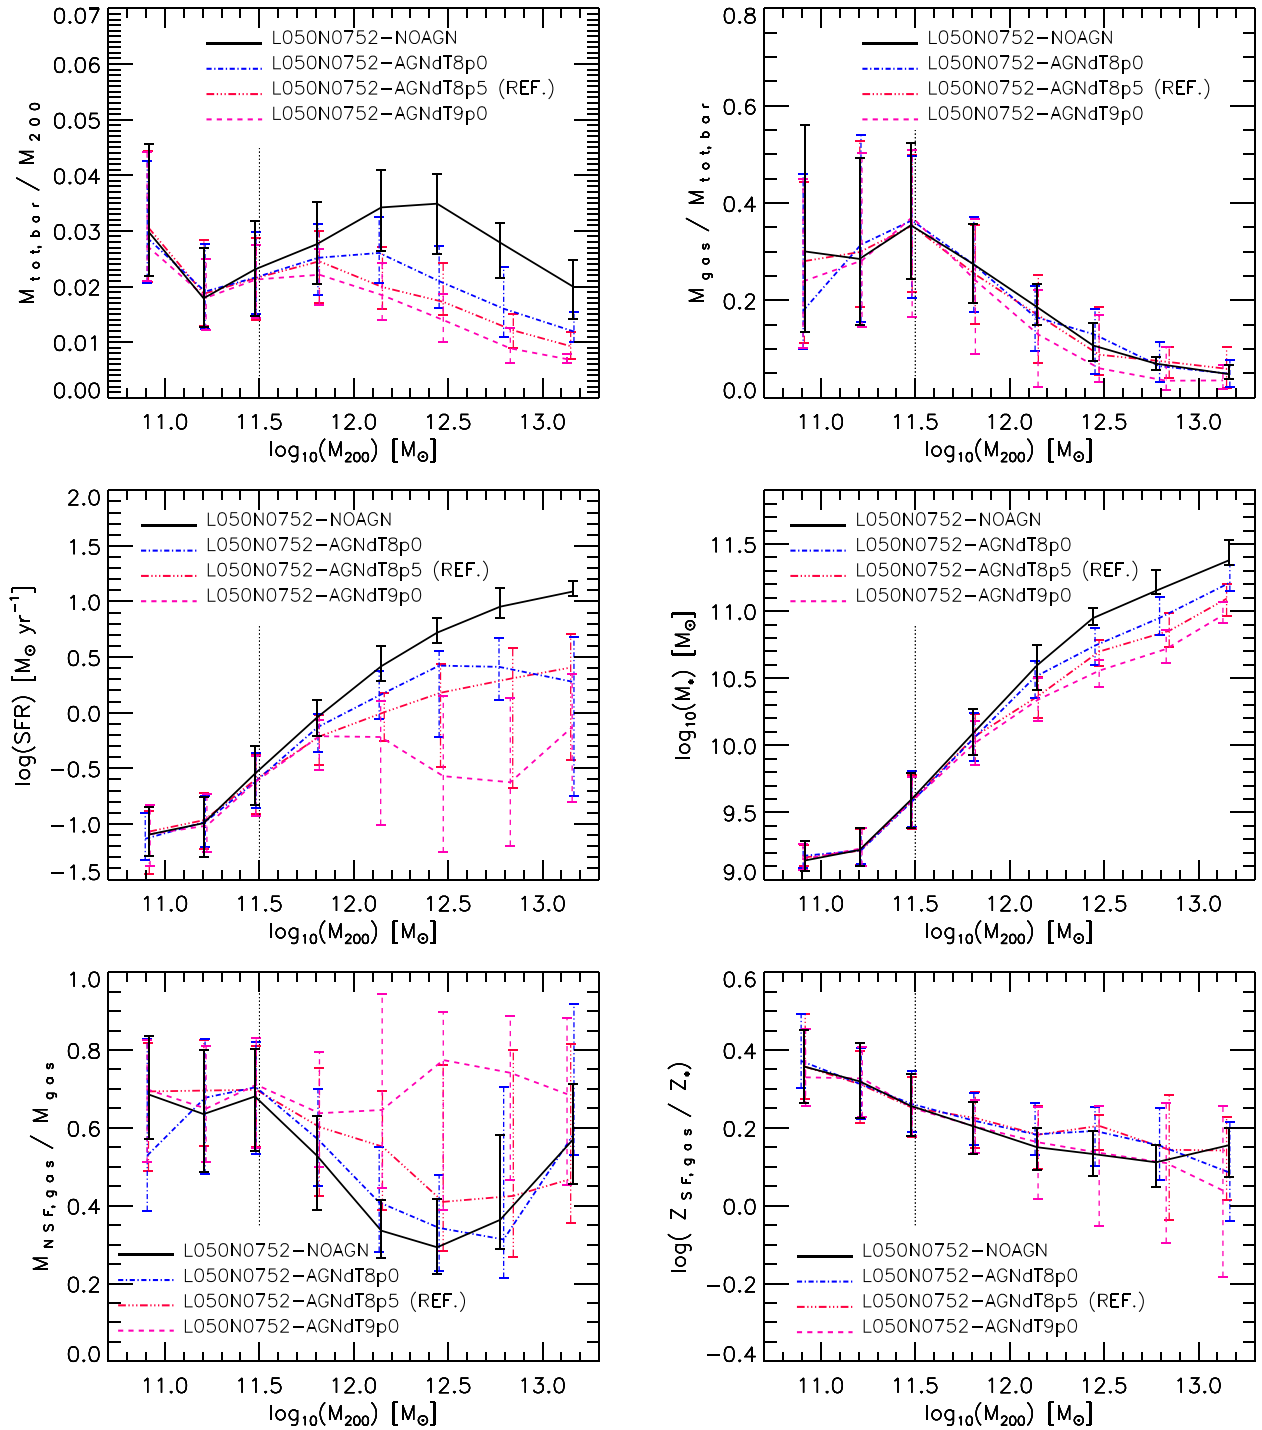 0.07
0.06
0.05
0.04
0.03
0.02
0.01
0.00
M_tot,bar / M_200
L050N0752−NOAGN
L050N0752−AGNdT8p0
L050N0752−AGNdT8p5 (REF.)
L050N0752−AGNdT9p0
11.0 11.5 12.0 12.5 13.0
log10(M200) [M⊙]
0.8
0.6
0.4
0.2
0.0
M_gas / M_tot,bar
L050N0752−NOAGN
L050N0752−AGNdT8p0
L050N0752−AGNdT8p5 (REF.)
L050N0752−AGNdT9p0
11.0 11.5 12.0 12.5 13.0
log10(M200) [M⊙]
2.0
1.5
1.0
0.5
0.0
−0.5
−1.0
−1.5
log(SFR) [M⊙ yr−1]
L050N0752−NOAGN
L050N0752−AGNdT8p0
L050N0752−AGNdT8p5 (REF.)
L050N0752−AGNdT9p0
11.0 11.5 12.0 12.5 13.0
log10(M200) [M⊙]
11.5
11.0
10.5
10.0
9.5
9.0
log10(M*) [M⊙]
L050N0752−NOAGN
L050N0752−AGNdT8p0
L050N0752−AGNdT8p5 (REF.)
L050N0752−AGNdT9p0
11.0 11.5 12.0 12.5 13.0
log10(M200) [M⊙]
1.0
0.8
0.6
0.4
0.2
0.0
M_NSF,gas / M_gas
L050N0752−NOAGN
L050N0752−AGNdT8p0
L050N0752−AGNdT8p5 (REF.)
L050N0752−AGNdT9p0
11.0 11.5 12.0 12.5 13.0
log10(M200) [M⊙]
0.6
0.4
0.2
0.0
−0.2
−0.4
log( Z_SF,gas / Z* )
L050N0752−NOAGN
L050N0752−AGNdT8p0
L050N0752−AGNdT8p5 (REF.)
L050N0752−AGNdT9p0
11.0 11.5 12.0 12.5 13.0
log10(M200) [M⊙]